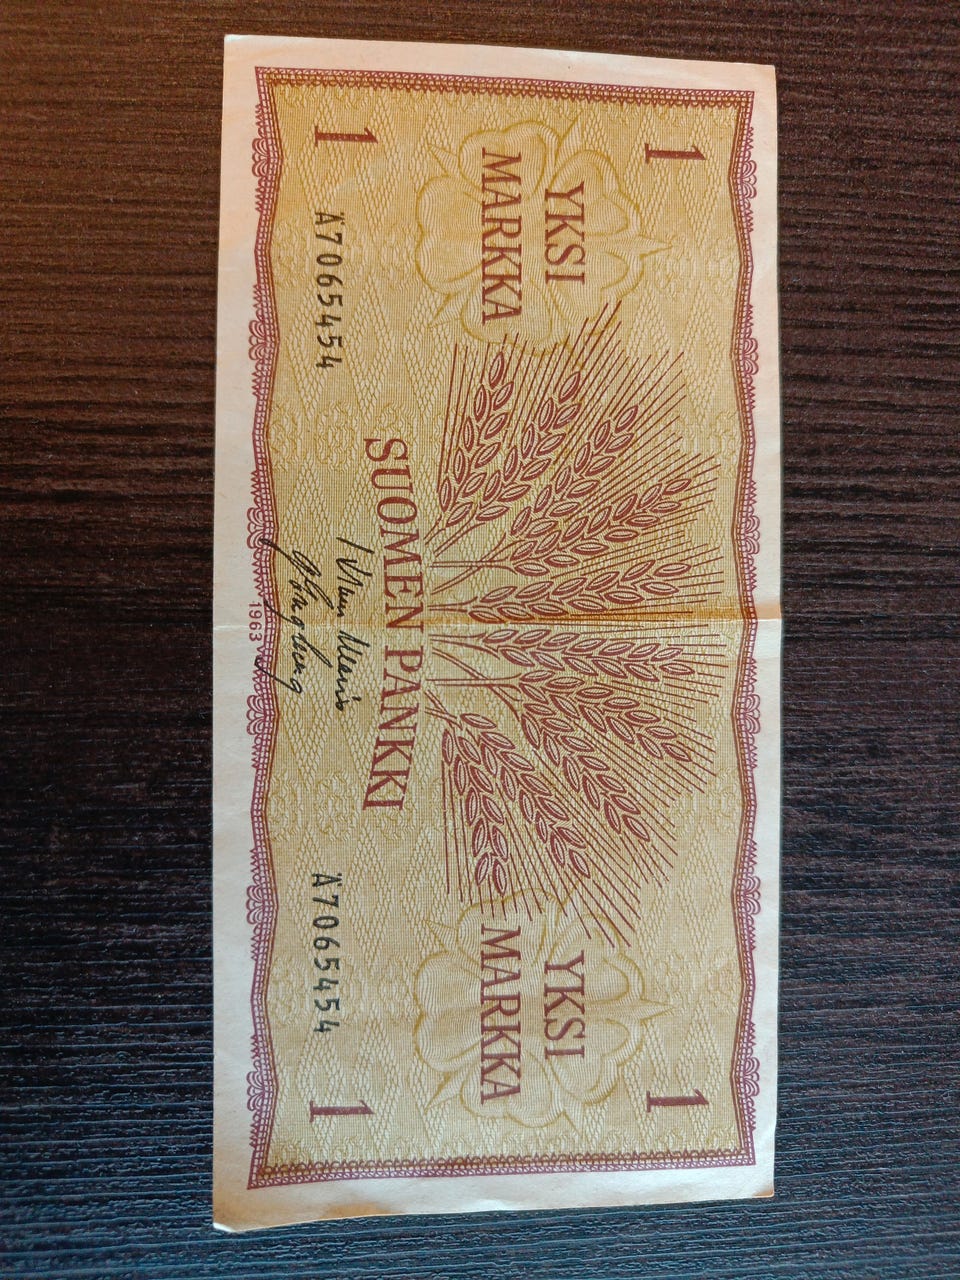 1 1
YKSI YKSI
MARKKA MARKKA
SUOMEN PANKKI
1 Ä7065454 Ä7065454 1
1963